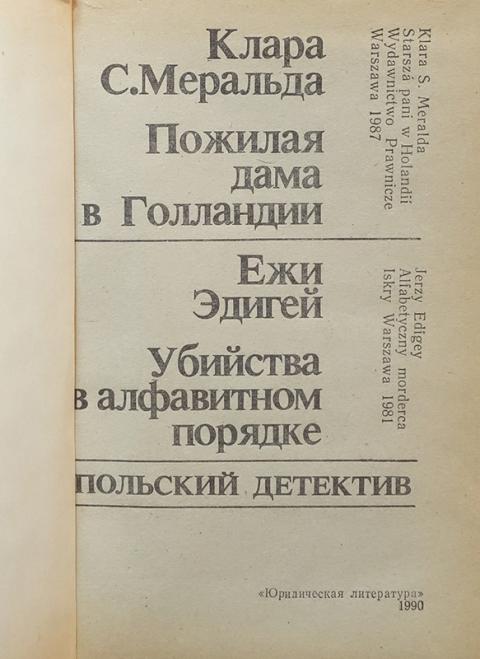 Клара
С.Меральда
Пожилая
дама
в Голландии
Klara S. Meralda
Starszá pani w Holandii
Wydawnictwo Prawnicze
Warszawa 1987
Ежи
Эдигей
Убийства
в алфавитном
порядке
Jerzy Edigey
Alfabetyczny morderca
Iskry Warszawa 1981
ПОЛЬСКИЙ ДЕТЕКТИВ
«Юридическая литература»
1990